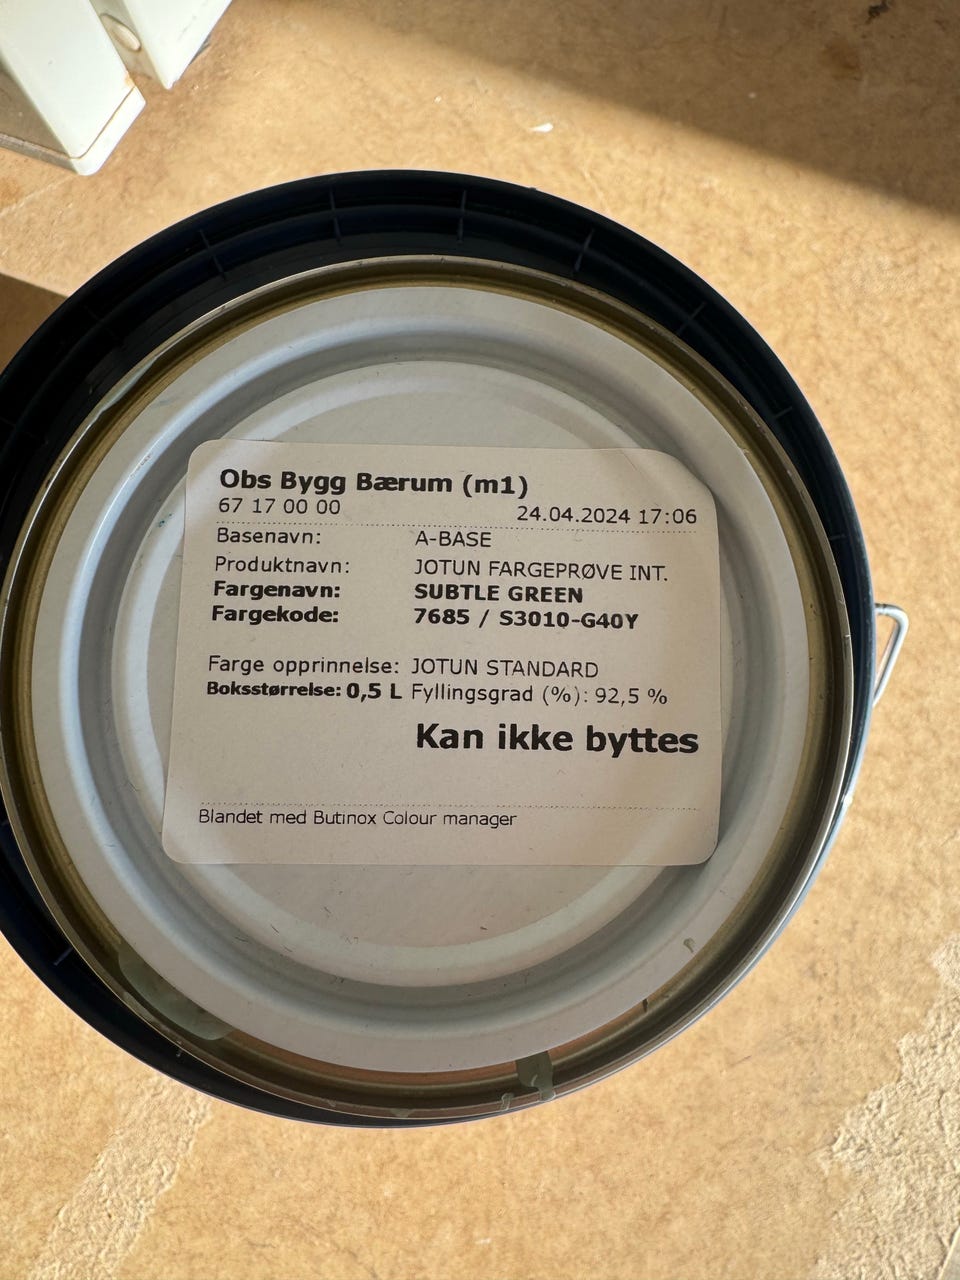 Obs Bygg Bærum (m1)
67 17 00 00 24.04.2024 17:06
Basenavn: A-BASE
Produktnavn: JOTUN FARGEPRØVE INT.
Fargenavn: SUBTLE GREEN
Fargekode: 7685 / S3010-G40Y
Farge opprinnelse: JOTUN STANDARD
Boksstørrelse: 0,5 L Fyllingsgrad (%): 92,5 %
Kan ikke byttes
Blandet med Butinox Colour manager